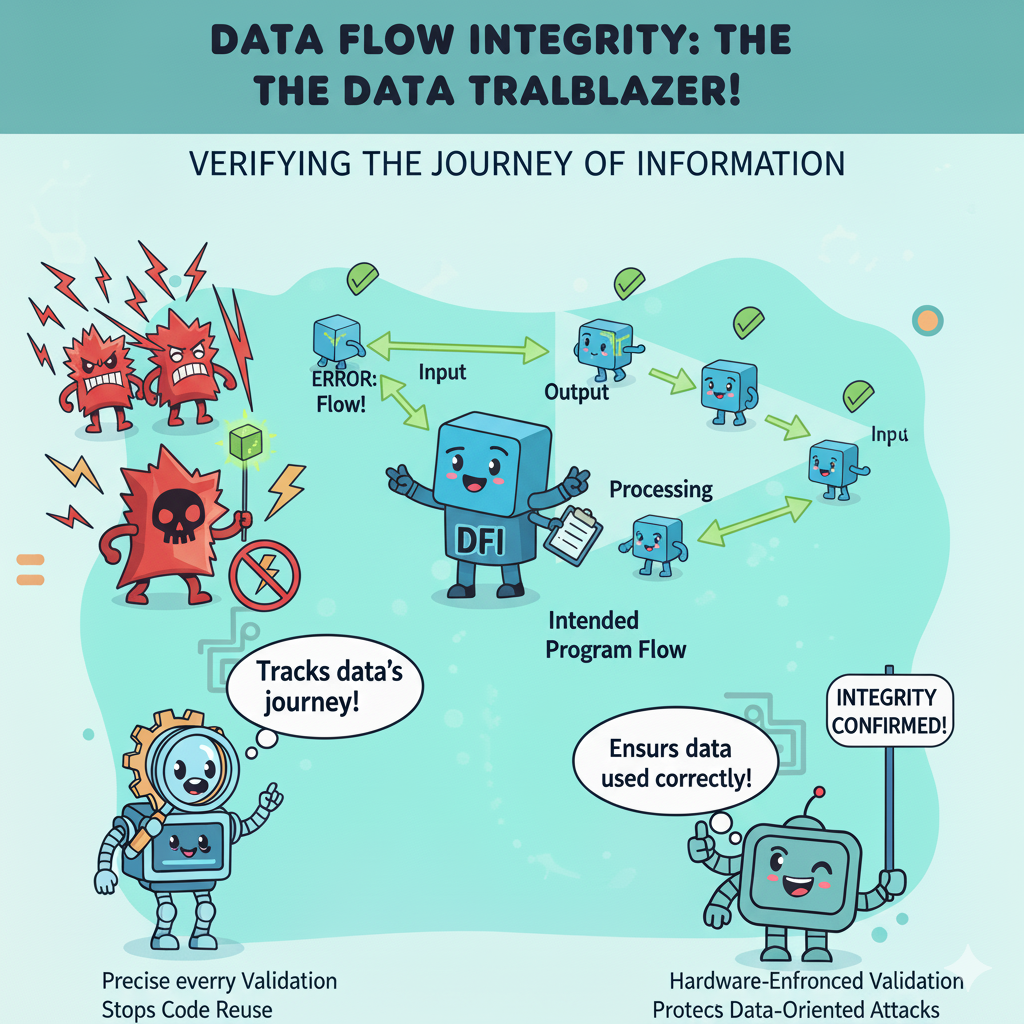 DATA FLOW INTEGRITY: THE
THE DATA TRALBLAZER!
VERIFYING THE JOURNEY OF INFORMATION
ERROR:
Flow!
Input
Output
Input
Processing
DFI
Intended
Program Flow
Tracks data's
journey!
INTEGRITY
CONFIRMED!
Ensurs data
used correctly!
Precise everry Validation
Stops Code Reuse
Hardware-Enfronced Validation
Protecs Data-Oriented Attacks